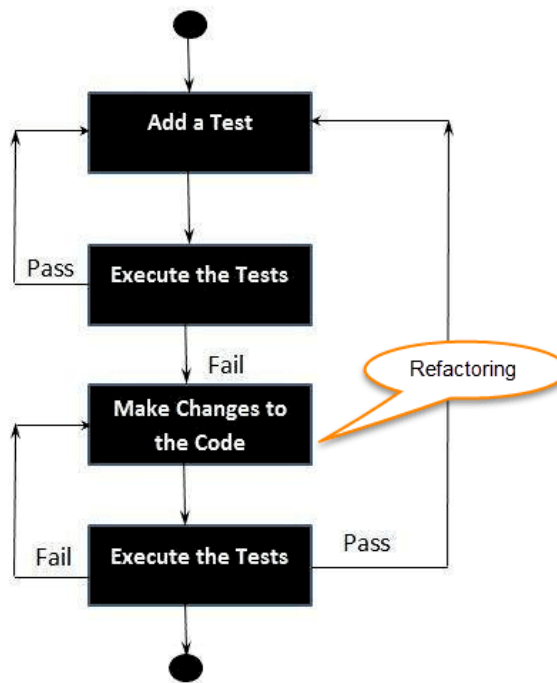 Add a Test
Pass
Execute the Tests
Fail
Refactoring
Make Changes to
the Code
Fail
Execute the Tests
Pass